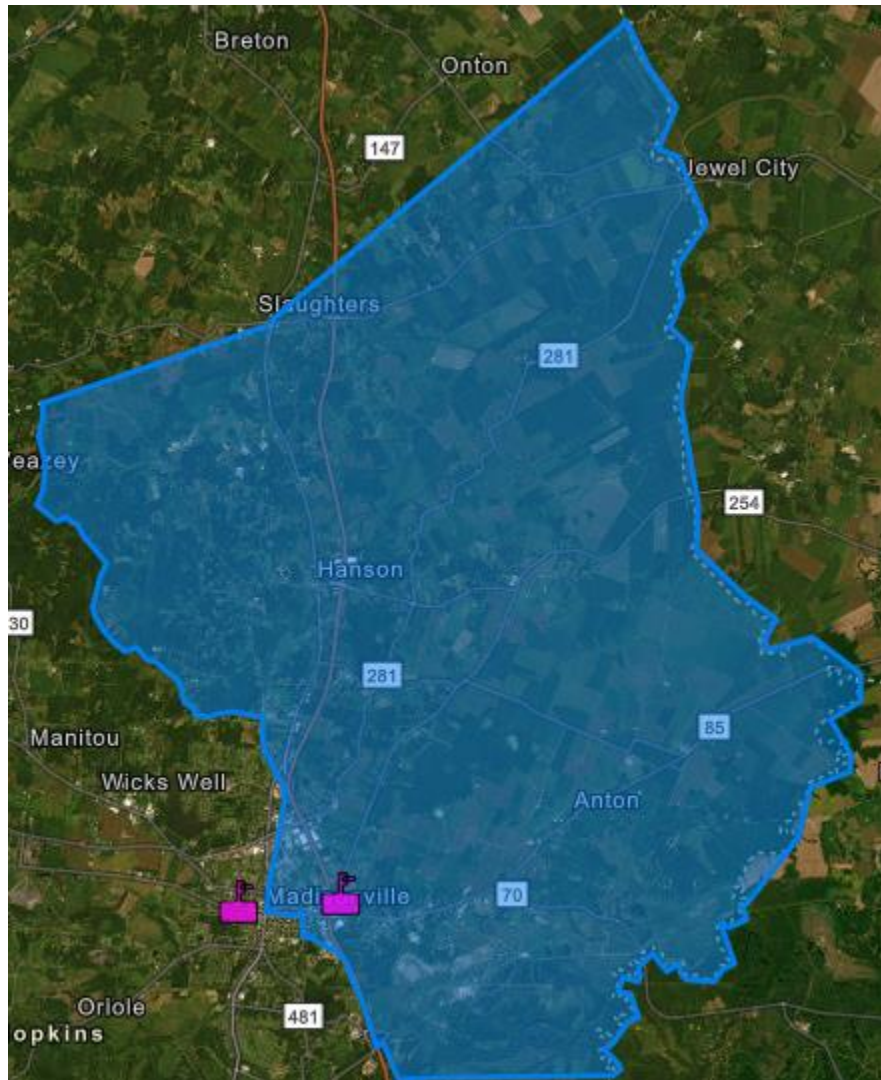 Breton
Onton
147
Jewel City
Slaughters
281
eazey
254
Hanson
30
281
85
Manitou
Wicks Well
Anton
Madisonville
70
Oriole
481
opkins